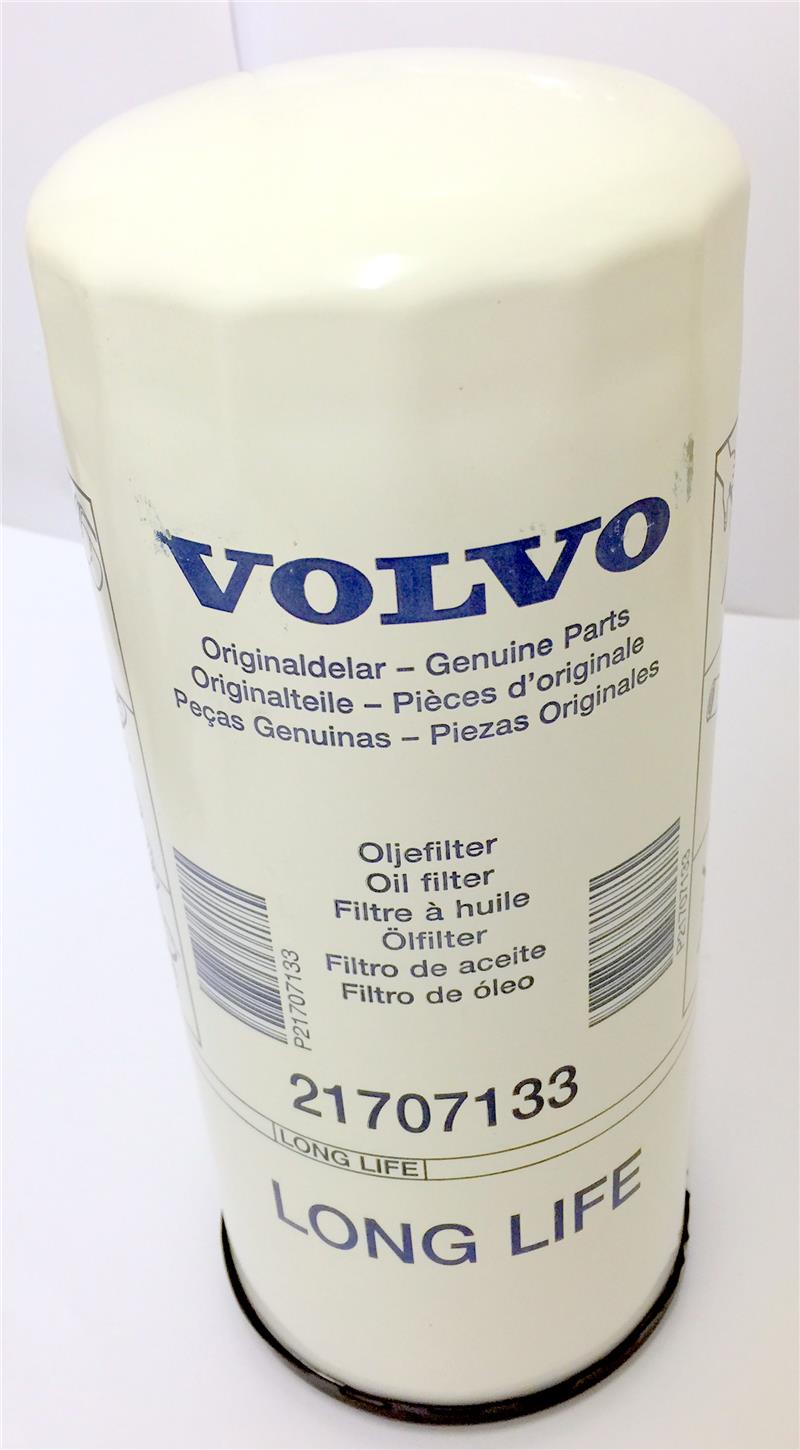 VOLVO
Originaldelar – Genuine Parts
Originalteile – Pièces d'originale
Peças Genuinas – Piezas Originales
Oljefilter
Oil filter
Filtre à huile
Ölfilter
Filtro de aceite
Filtro de óleo
P21707133
P21707133
21707133
LONG LIFE
LONG LIFE